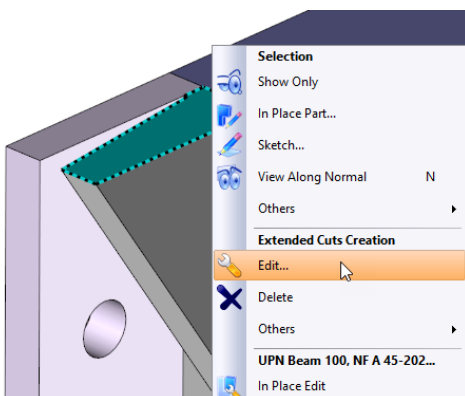 Selection
Show Only
In Place Part...
Sketch...
View Along Normal N
Others
Extended Cuts Creation
Edit...
Delete
Others
UPN Beam 100, NF A 45-202...
In Place Edit